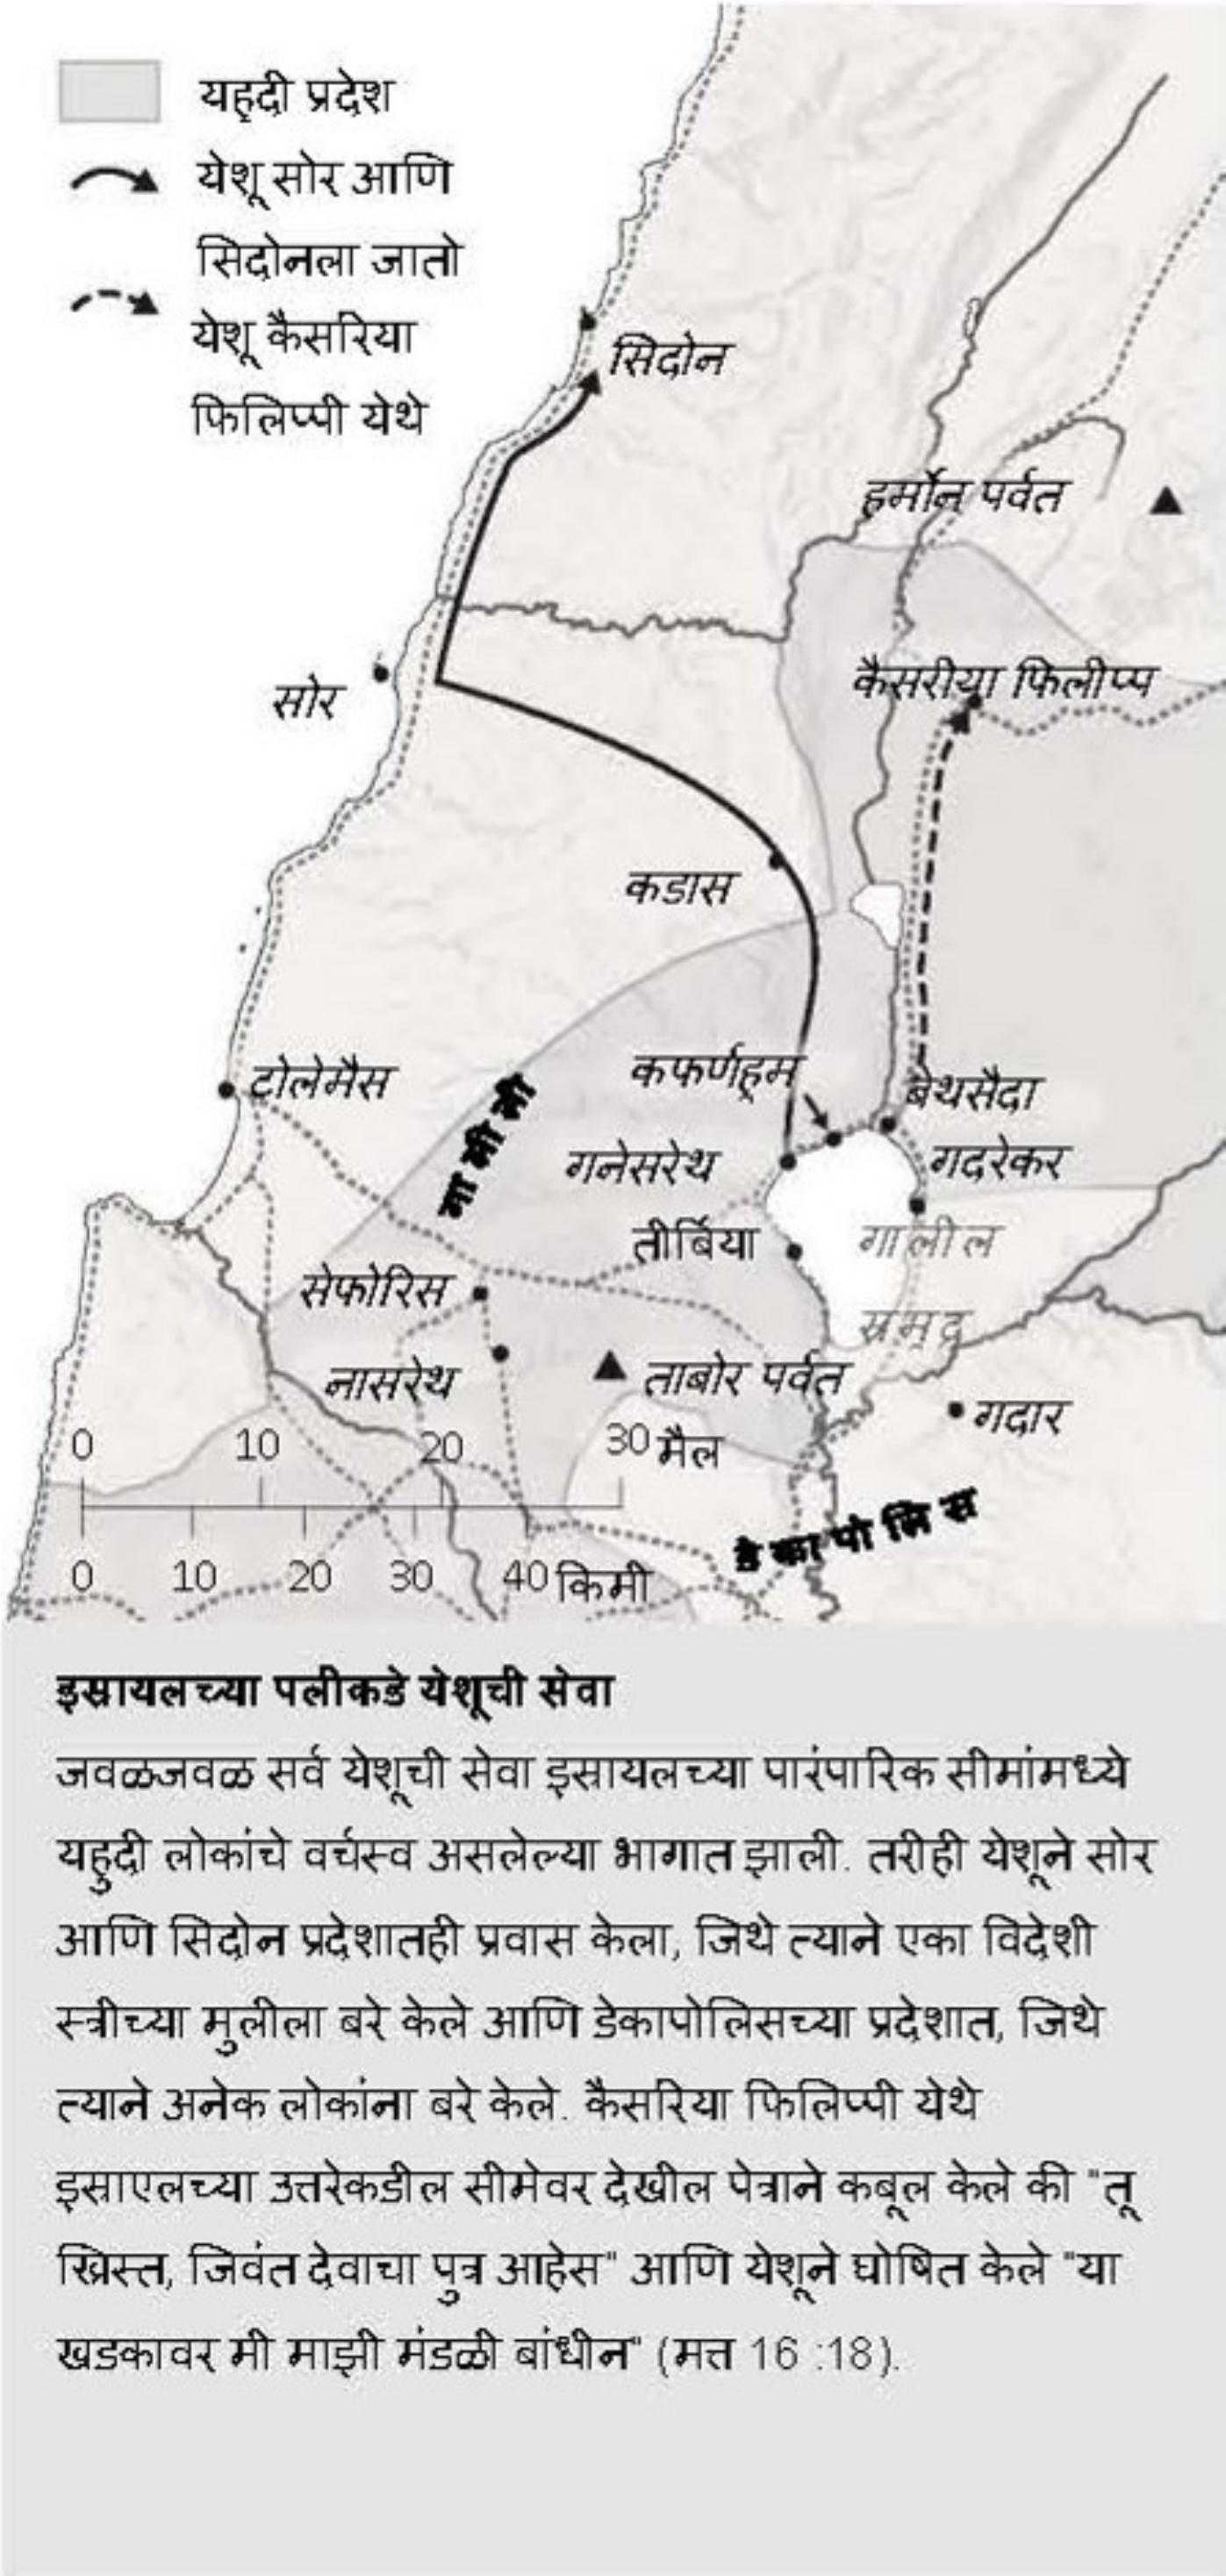 यहूदी प्रदेश
येशू सोर आणि
सिदोनला जातो
येशू कैसरिया
फिलिप्पी येथे
सिदोन
हर्मोन पर्वत
कैसरीया फिलीप्प
सोर
कडास
टोलेमैस
कफर्णहूम
बेथसैदा
गा ली ली
गनेसरेथ
गदरेकर
तीर्बिया
गालील
समुद्र
सेफोरिस
नासरेथ
ताबोर पर्वत
गदार
0 10 20 30 मैल
डे का पो लि स
0 10 20 30 40 किमी
इस्रायलच्या पलीकडे येशूची सेवा
जवळजवळ सर्व येशूची सेवा इस्रायलच्या पारंपारिक सीमांमध्ये
यहुदी लोकांचे वर्चस्व असलेल्या भागात झाली. तरीही येशूने सोर
आणि सिदोन प्रदेशातही प्रवास केला, जिथे त्याने एका विदेशी
स्त्रीच्या मुलीला बरे केले आणि डेकापोलिसच्या प्रदेशात, जिथे
त्याने अनेक लोकांना बरे केले. कैसरिया फिलिप्पी येथे
इस्राएलच्या उत्तरेकडील सीमेवर देखील पेत्राने कबूल केले की "तू
ख्रिस्त, जिवंत देवाचा पुत्र आहेस" आणि येशूने घोषित केले "या
खडकावर मी माझी मंडळी बांधीन" (मत्त 16 :18).